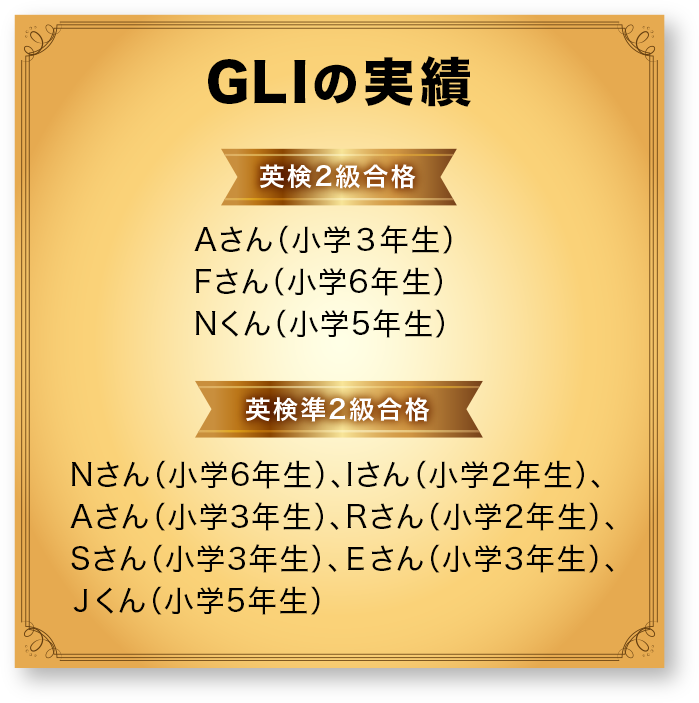 GLIの実績
英検2級合格
Aさん（小学３年生）
Fさん（小学6年生）
Nくん（小学5年生）
英検準2級合格
Nさん（小学6年生）、Iさん（小学2年生）、
Aさん（小学3年生）、Rさん（小学2年生）、
Sさん（小学3年生）、Eさん（小学3年生）、
Jくん（小学5年生）